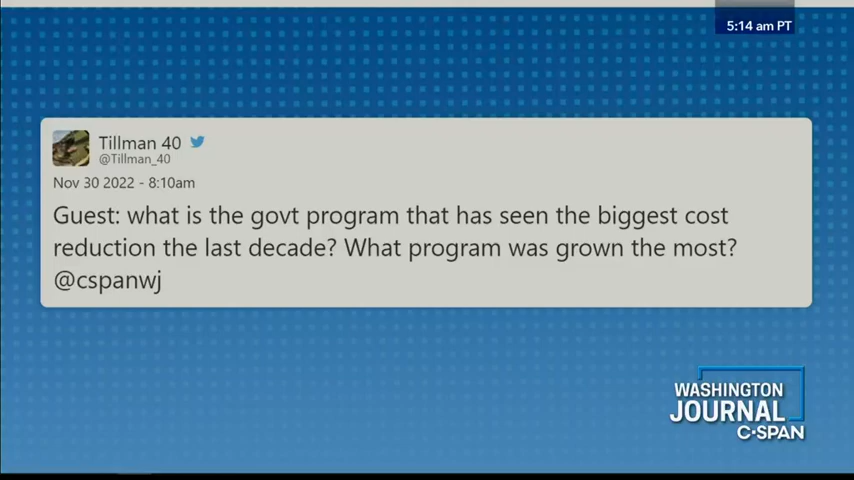 5:14 am PT
Tillman 40
@Tillman_40
Nov 30 2022 - 8:10am
Guest: what is the govt program that has seen the biggest cost
reduction the last decade? What program was grown the most?
@cspanwj
WASHINGTON
JOURNAL
C-SPAN